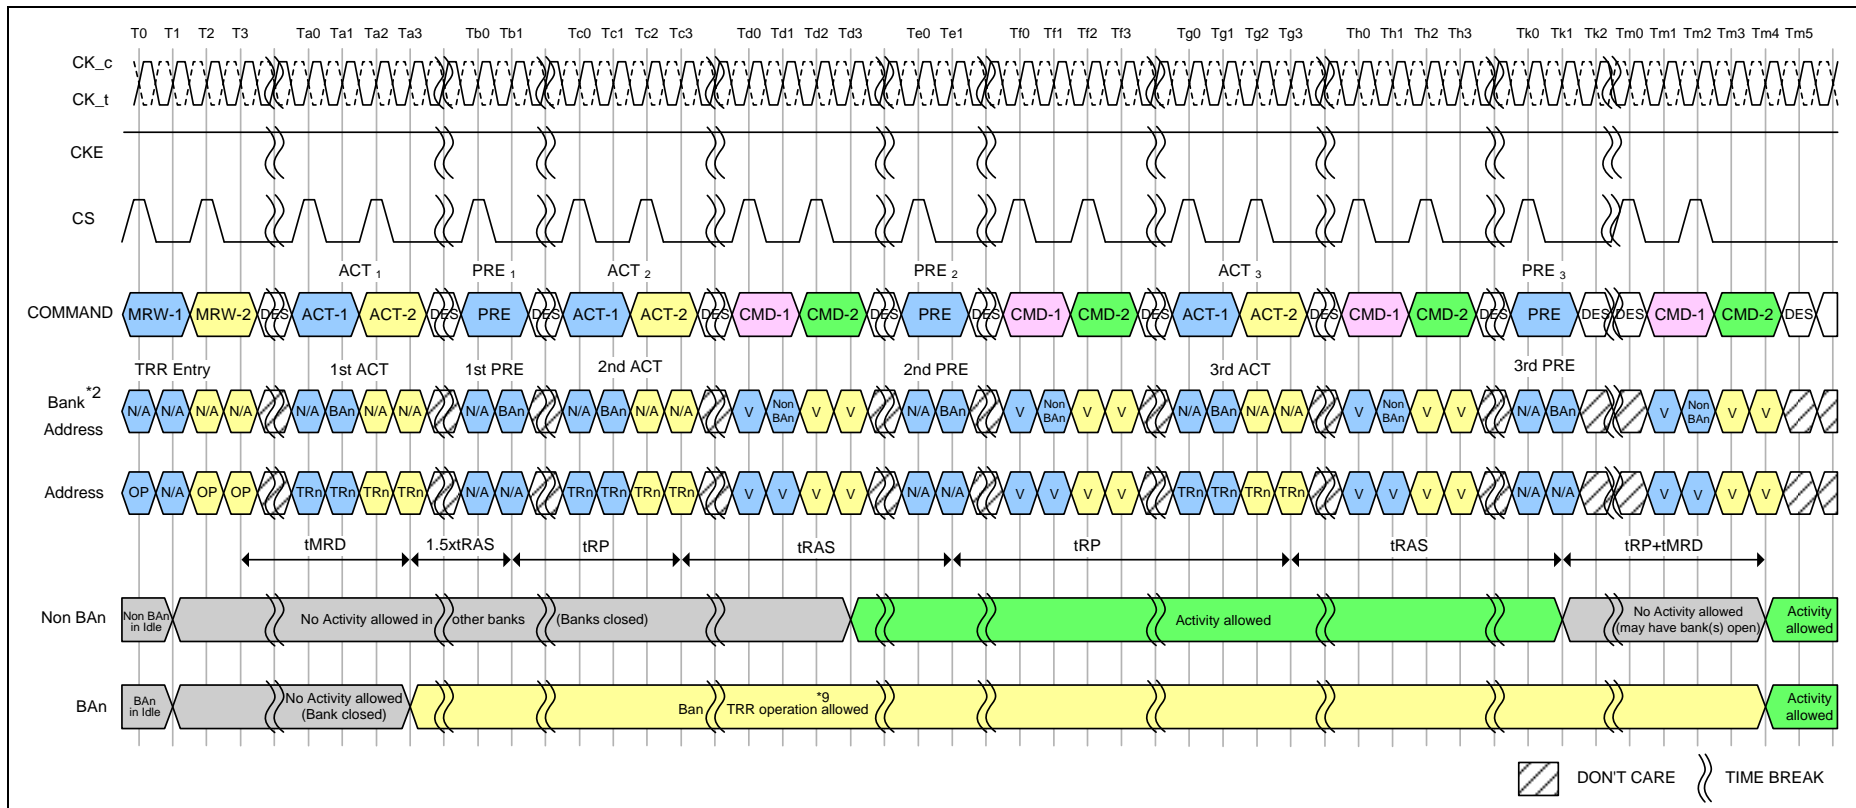 T0 T1 T2 T3 Ta0 Ta1 Ta2 Ta3 Tb0 Tb1 Tc0 Tc1 Tc2 Tc3 Td0 Td1 Td2 Td3 Te0 Te1 Tf0 Tf1 Tf2 Tf3 Tg0 Tg1 Tg2 Tg3 Th0 Th1 Th2 Th3 Tk0 Tk1 Tk2 Tm0 Tm1 Tm2 Tm3 Tm4 Tm5
CK_c
CK_t
CKE
CS
ACT 1 PRE 1 ACT 2 PRE 2 ACT 3 PRE 3
COMMAND MRW-1 MRW-2 DES ACT-1 ACT-2 DES PRE DES ACT-1 ACT-2 DES CMD-1 CMD-2 DES PRE DES CMD-1 CMD-2 DES ACT-1 ACT-2 DES CMD-1 CMD-2 DES PRE DES DES CMD-1 CMD-2 DES
TRR Entry 1st ACT 1st PRE 2nd ACT 2nd PRE 3rd ACT 3rd PRE
Bank*2 Address N/A N/A N/A N/A N/A BAn N/A N/A N/A BAn N/A BAn N/A N/A V Non BAn V V N/A BAn V Non BAn V V N/A BAn N/A N/A V Non BAn V V N/A BAn V Non BAn V V
Address OP N/A OP OP TRn TRn TRn TRn N/A N/A TRn TRn TRn TRn V V V V N/A N/A V V V V TRn TRn TRn TRn V V V V N/A N/A V V V V
tMRD 1.5xtRAS tRP tRAS tRP tRAS tRP+tMRD
Non BAn
Non BAn
in Idle
No Activity allowed in other banks (Banks closed)
Activity allowed
No Activity allowed
(may have bank(s) open)
Activity
allowed
BAn
BAn
in Idle
No Activity allowed
(Bank closed)
Ban TRR operation allowed *9
Activity
allowed
DON'T CARE TIME BREAK